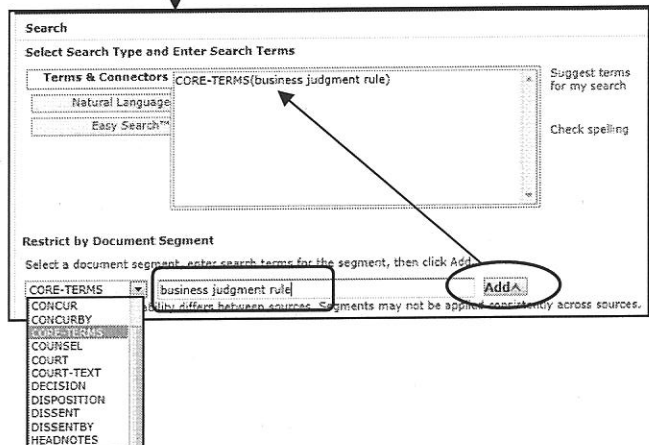 Search
Select Search Type and Enter Search Terms
Terms & Connectors
Natural Language
Easy Search™
CORE-TERMS(business judgment rule)
Suggest terms
for my search
Check spelling
Restrict by Document Segment
Select a document segment, enter search terms for the segment, then click Add.
CORE-TERMS
business judgment rule
Add
bility differs between sources. Segments may not be applied consistently across sources.
CONCUR
CONCURBY
CORE-TERMS
COUNSEL
COURT
COURT-TEXT
DECISION
DISPOSITION
DISSENT
DISSENTBY
HEADNOTES